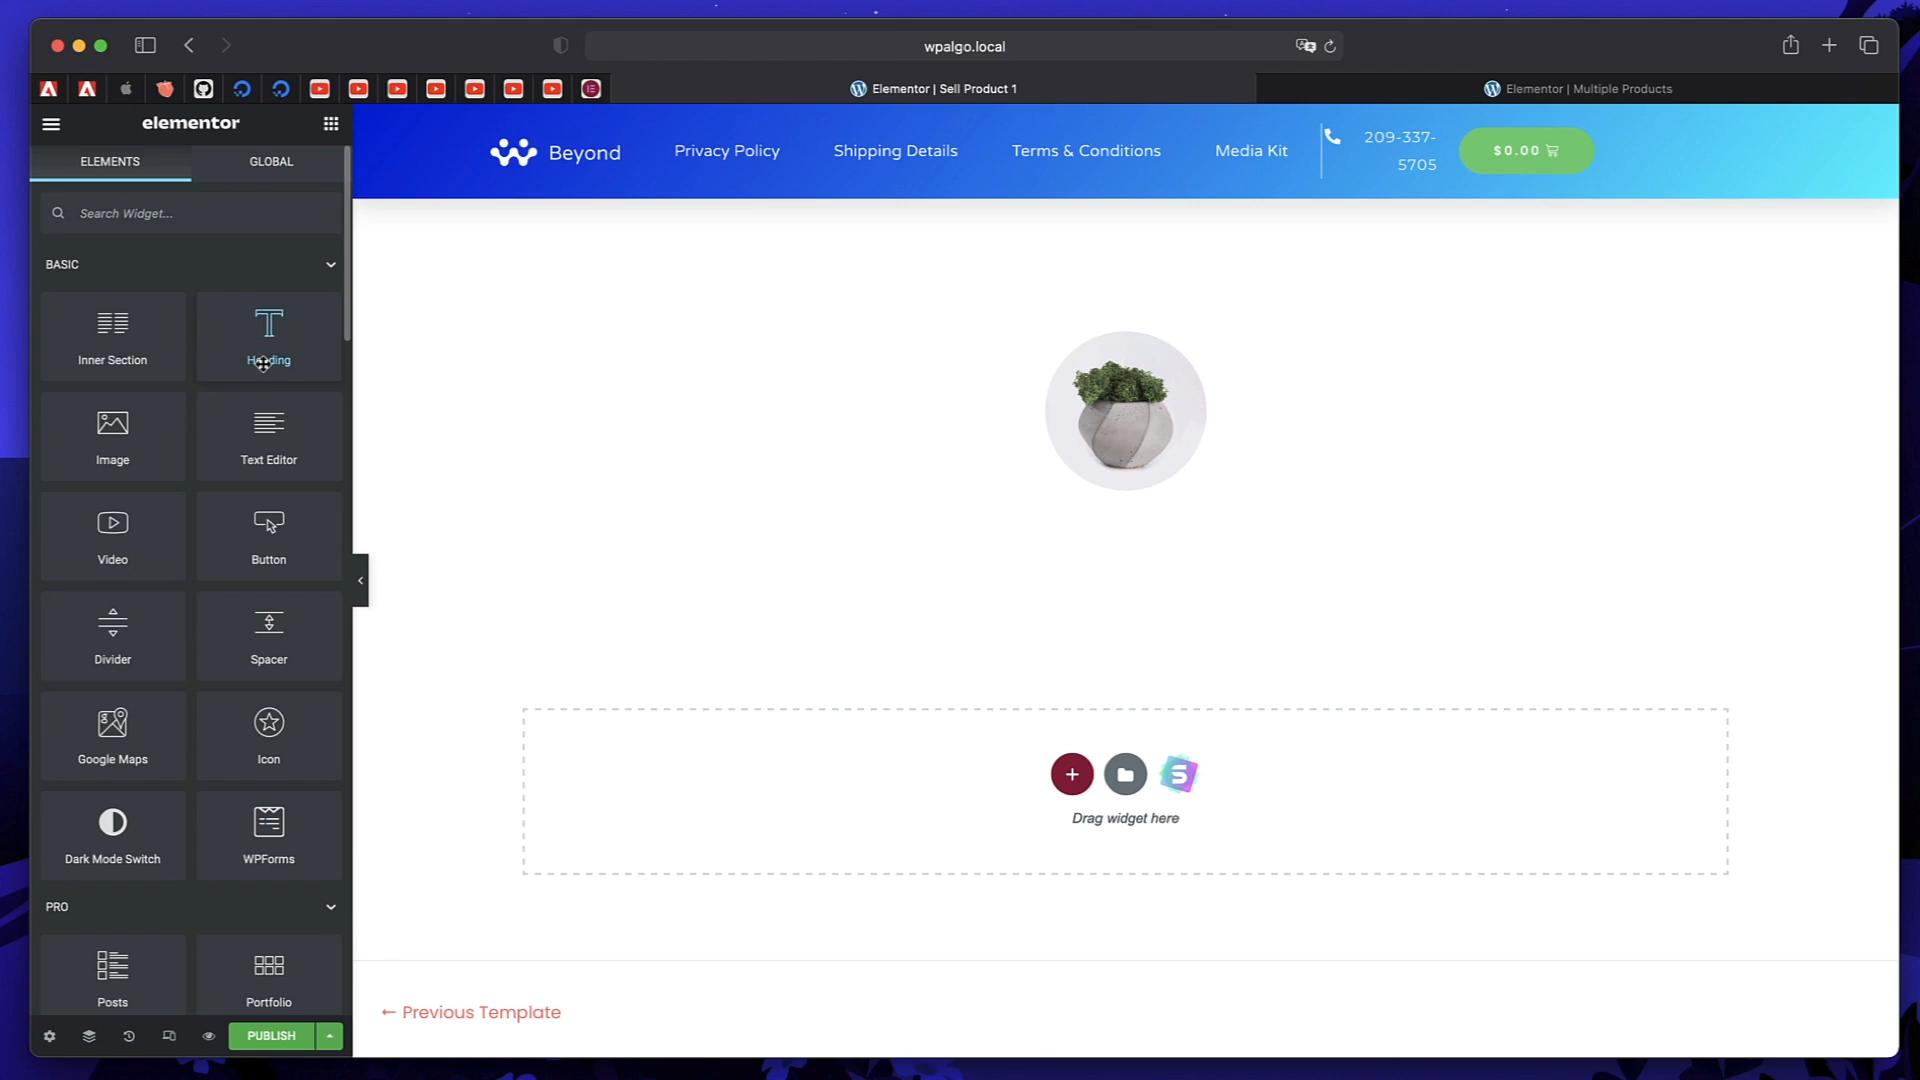 wpalgo.local
Elementor | Sell Product 1
Elementor | Multiple Products
elementor
ELEMENTS
GLOBAL
Search Widget...
BASIC
Inner Section
Heading
Image
Text Editor
Video
Button
Divider
Spacer
Google Maps
Icon
Dark Mode Switch
WPForms
PRO
Posts
Portfolio
PUBLISH
Beyond
Privacy Policy
Shipping Details
Terms & Conditions
Media Kit
209-337-
5705
$0.00
Drag widget here
← Previous Template